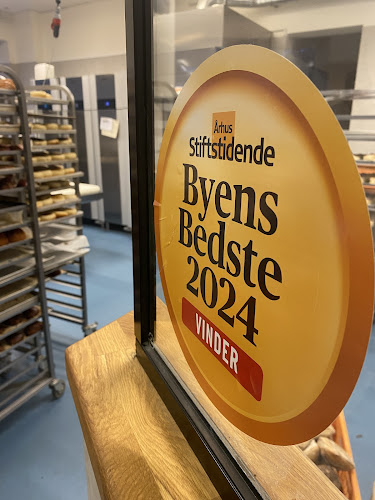 Århus
Stiftstidende
Byens
Bedste
2024
VINDER